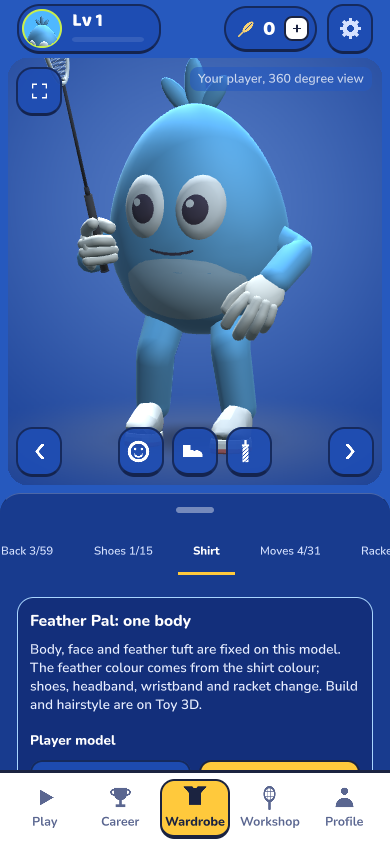 Lv 1
0
+
Your player, 360 degree view
Back 3/59
Shoes 1/15
Shirt
Moves 4/31
Racke
Feather Pal: one body
Body, face and feather tuft are fixed on this model.
The feather colour comes from the shirt colour;
shoes, headband, wristband and racket change. Build
and hairstyle are on Toy 3D.
Player model
Play
Career
Wardrobe
Workshop
Profile